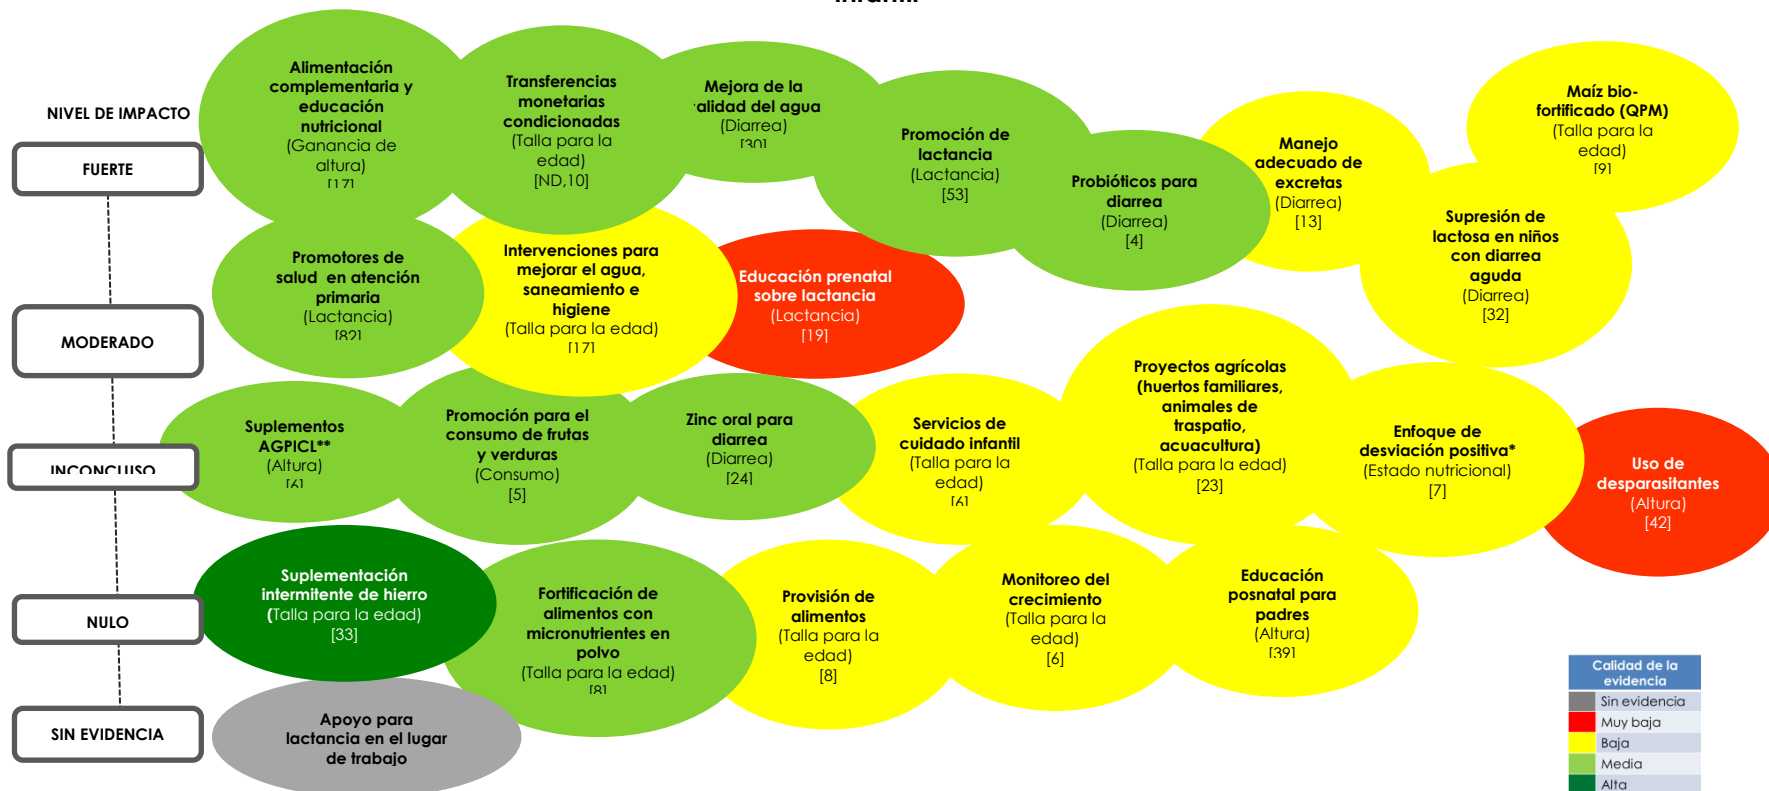 NIVEL DE IMPACTO
FUERTE
MODERADO
INCONCLUSO
NULO
SIN EVIDENCIA
Alimentación
complementaria y
educación
nutricional
(Ganancia de
altura)
[17]
Transferencias
monetarias
condicionadas
(Talla para la
edad)
[ND,10]
Mejora de la
calidad del agua
(Diarrea)
[30]
Promoción de
lactancia
(Lactancia)
[53]
Probióticos para
diarrea
(Diarrea)
[4]
Manejo
adecuado de
excretas
(Diarrea)
[13]
Maíz bio-
fortificado (QPM)
(Talla para la
edad)
[9]
Supresión de
lactosa en niños
con diarrea
aguda
(Diarrea)
[32]
Promotores de
salud en atención
primaria
(Lactancia)
[82]
Intervenciones para
mejorar el agua,
saneamiento e
higiene
(Talla para la edad)
[17]
Educación prenatal
sobre lactancia
(Lactancia)
[19]
Suplementos
AGPICL**
(Altura)
[6]
Promoción para el
consumo de frutas
y verduras
(Consumo)
[5]
Zinc oral para
diarrea
(Diarrea)
[24]
Servicios de
cuidado infantil
(Talla para la
edad)
[6]
Proyectos agrícolas
(huertos familiares,
animales de
traspatio,
acuacultura)
(Talla para la edad)
[23]
Enfoque de
desviación positiva*
(Estado nutricional)
[7]
Uso de
desparasitantes
(Altura)
[42]
Suplementación
intermitente de hierro
(Talla para la edad)
[33]
Fortificación de
alimentos con
micronutrientes en
polvo
(Talla para la edad)
[8]
Provisión de
alimentos
(Talla para la
edad)
[8]
Monitoreo del
crecimiento
(Talla para la
edad)
[6]
Educación
posnatal para
padres
(Altura)
[39]
Apoyo para
lactancia en el lugar
de trabajo
Calidad de la
evidencia
Sin evidencia
Muy baja
Baja
Media
Alta